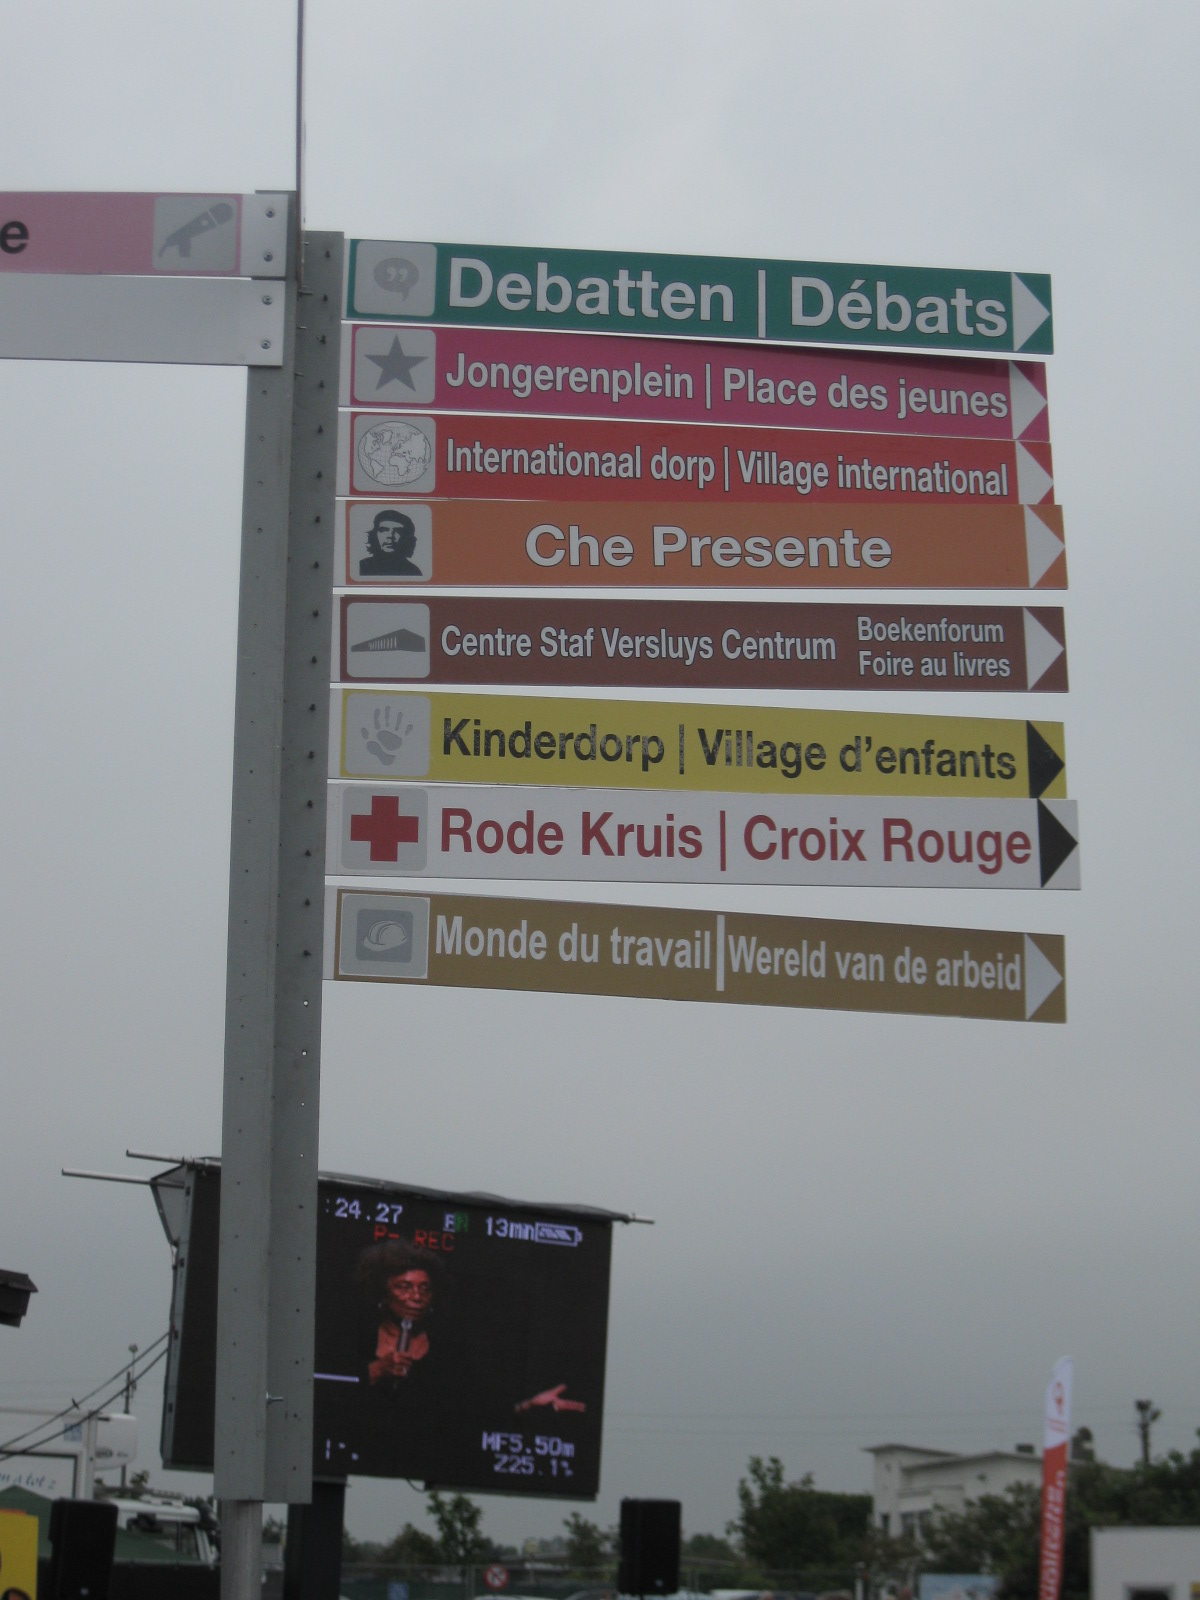 e
Debatten | Débats
Jongerenplein | Place des jeunes
Internationaal dorp | Village international
Che Presente
Centre Staf Versluys Centrum
Boekenforum
Foire au livres
Kinderdorp | Village d'enfants
Rode Kruis | Croix Rouge
Monde du travail | Wereld van de arbeid
:24.27
13mn
REC
MF5.50m
Z25.1%